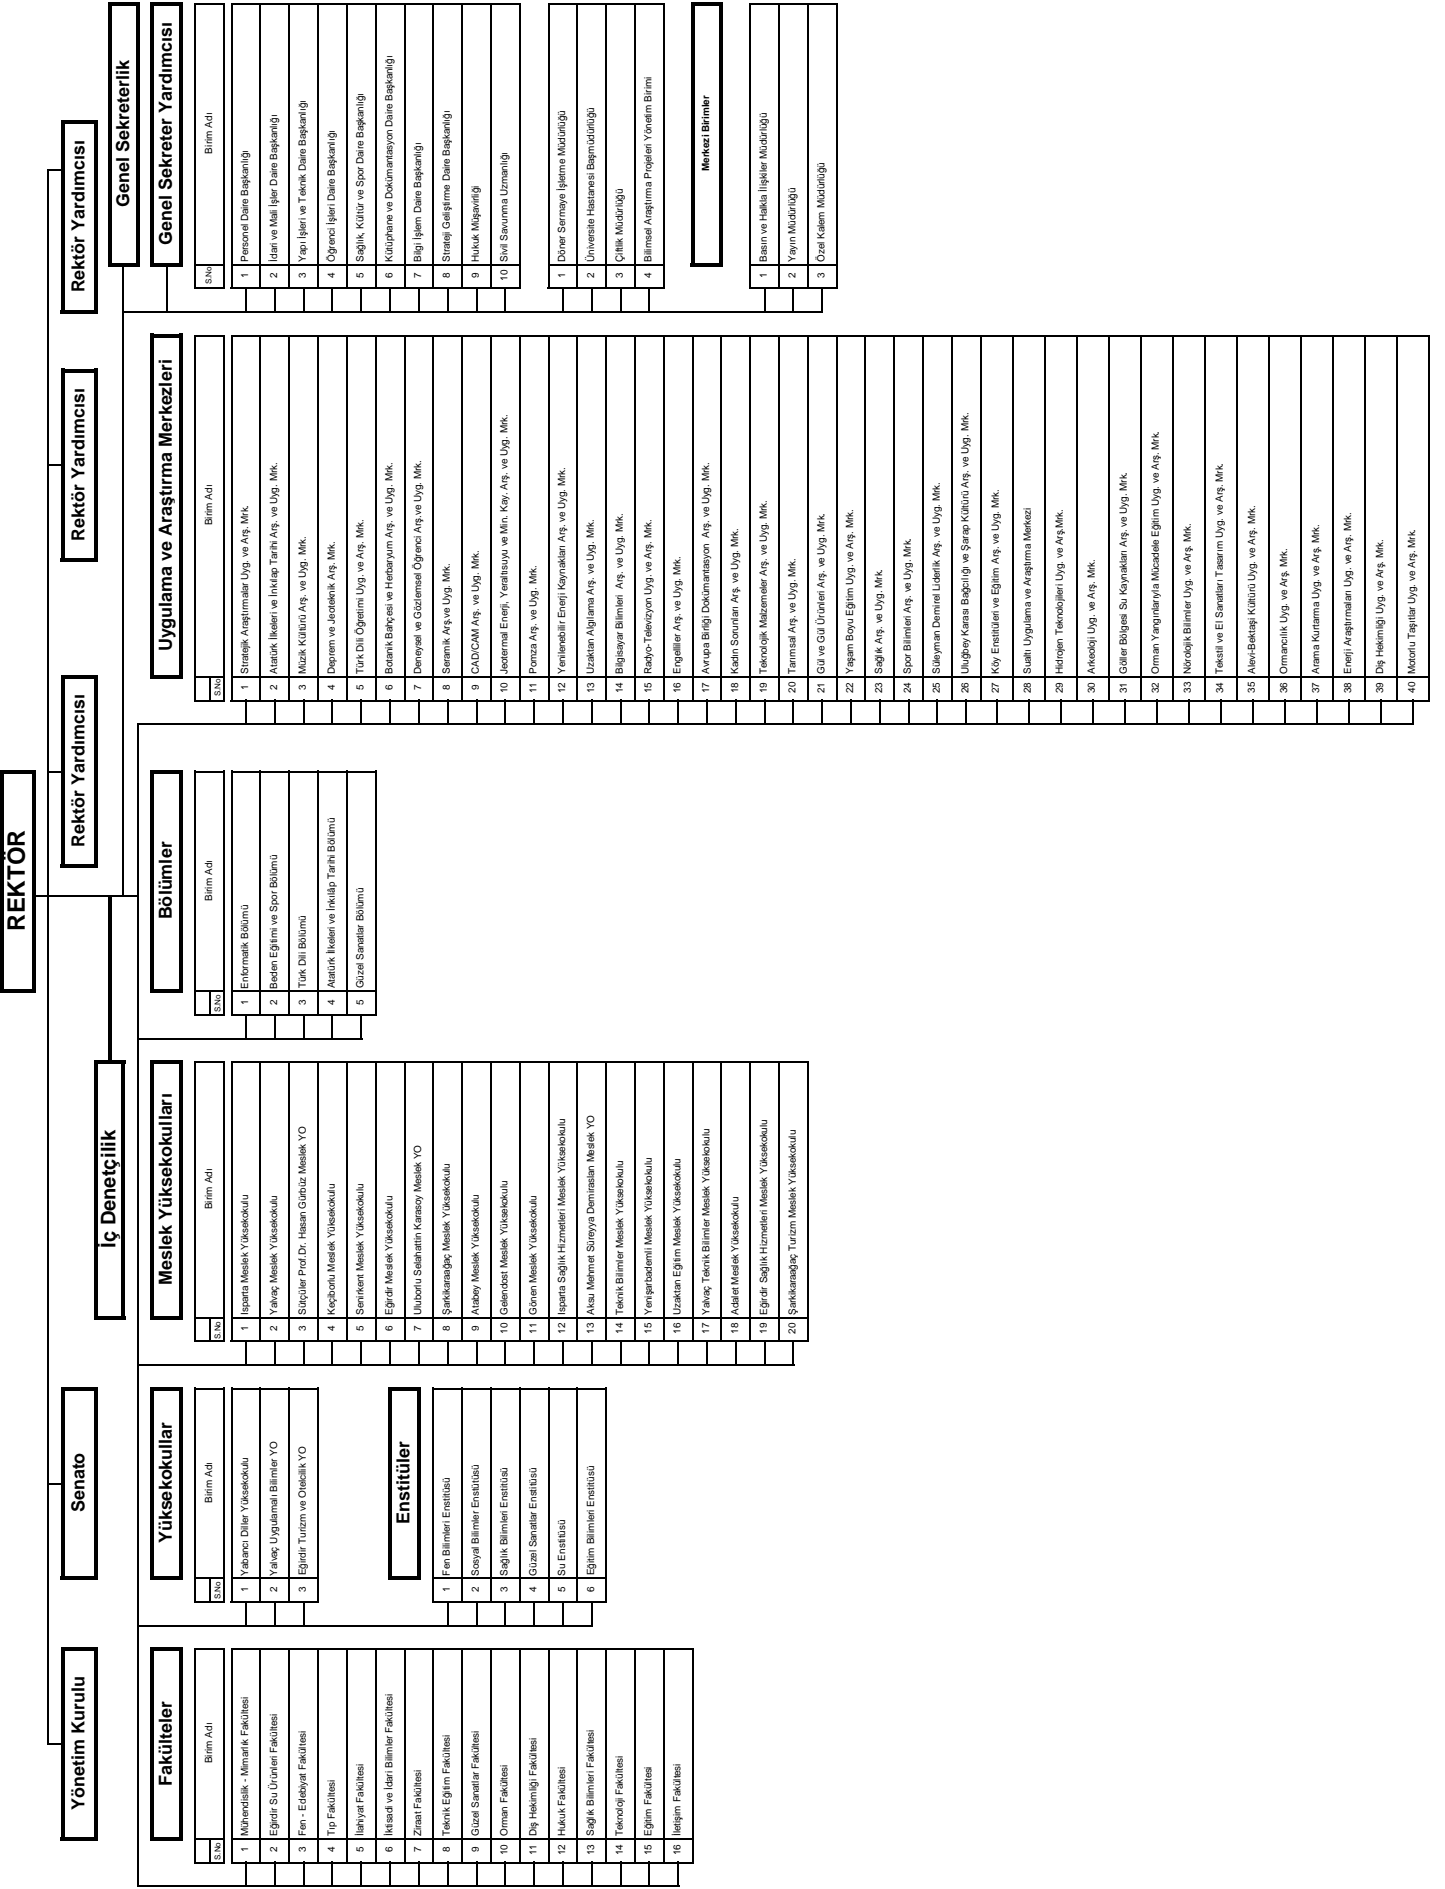 REKTÖR
Yönetim Kurulu
Senato
Rektör Yardımcısı
Rektör Yardımcısı
Rektör Yardımcısı
İç Denetçilik
Genel Sekreterlik
Fakülteler
S.No Birim Adı
1 Mühendislik - Mimarlık Fakültesi
2 Eğirdir Su Ürünleri Fakültesi
3 Fen - Edebiyat Fakültesi
4 Tıp Fakültesi
5 İlahiyat Fakültesi
6 İktisadi ve İdari Bilimler Fakültesi
7 Ziraat Fakültesi
8 Teknik Eğitim Fakültesi
9 Güzel Sanatlar Fakültesi
10 Orman Fakültesi
11 Diş Hekimliği Fakültesi
12 Hukuk Fakültesi
13 Sağlık Bilimleri Fakültesi
14 Teknoloji Fakültesi
15 Eğitim Fakültesi
16 İletişim Fakültesi
Yüksekokullar
S.No Birim Adı
1 Yabancı Diller Yüksekokulu
2 Yalvaç Uygulamalı Bilimler YO
3 Eğirdir Turizm ve Otelcilik YO
Enstitüler
1 Fen Bilimleri Enstitüsü
2 Sosyal Bilimler Enstütüsü
3 Sağlık Bilimleri Enstitüsü
4 Güzel Sanatlar Enstitüsü
5 Su Enstitüsü
6 Eğitim Bilimleri Enstitüsü
Meslek Yüksekokulları
S.No Birim Adı
1 Isparta Meslek Yüksekokulu
2 Yalvaç Meslek Yüksekokulu
3 Sütçüler Prof.Dr. Hasan Gürbüz Meslek YO
4 Keçiborlu Meslek Yüksekokulu
5 Senirkent Meslek Yüksekokulu
6 Eğirdir Meslek Yüksekokulu
7 Uluborlu Selahattin Karasoy Meslek YO
8 Şarkikaraağaç Meslek Yüksekokulu
9 Atabey Meslek Yüksekokulu
10 Gelendost Meslek Yüksekokulu
11 Gönen Meslek Yüksekokulu
12 Isparta Sağlık Hizmetleri Meslek Yüksekokulu
13 Aksu Mehmet Süreyya Demiraslan Meslek YO
14 Teknik Bilimler Meslek Yüksekokulu
15 Yenişarbademli Meslek Yüksekokulu
16 Uzaktan Eğitim Meslek Yüksekokulu
17 Yalvaç Teknik Bilimler Meslek Yüksekokulu
18 Adalet Meslek Yüksekokulu
19 Eğirdir Sağlık Hizmetleri Meslek Yüksekokulu
20 Şarkikaraağaç Turizm Meslek Yüksekokulu
Bölümler
S.No Birim Adı
1 Enformatik Bölümü
2 Beden Eğitimi ve Spor Bölümü
3 Türk Dili Bölümü
4 Atatürk İlkeleri ve İnkılâp Tarihi Bölümü
5 Güzel Sanatlar Bölümü
Uygulama ve Araştırma Merkezleri
S.No Birim Adı
1 Stratejik Araştırmalar Uyg. ve Arş. Mrk.
2 Atatürk İlkeleri ve İnklap Tarihi Arş. ve Uyg. Mrk.
3 Müzik Kültürü Arş. ve Uyg. Mrk.
4 Deprem ve Jeoteknik Arş. Mrk.
5 Türk Dili Öğretimi Uyg. ve Arş. Mrk.
6 Botanik Bahçesi ve Herbaryum Arş. ve Uyg. Mrk.
7 Deneysel ve Gözlemsel Öğrenci Arş.ve Uyg. Mrk.
8 Seramik Arş.ve Uyg. Mrk.
9 CAD/CAM Arş. ve Uyg. Mrk.
10 Jeotermal Enerji, Yeraltısuyu ve Min. Kay. Arş. ve Uyg. Mrk.
11 Pomza Arş. ve Uyg. Mrk.
12 Yenilenebilir Enerji Kaynakları Arş. ve Uyg. Mrk.
13 Uzaktan Algılama Arş. ve Uyg. Mrk.
14 Bilgisayar Bilimleri Arş. ve Uyg. Mrk.
15 Radyo-Televizyon Uyg. ve Arş. Mrk.
16 Engelliler Arş. ve Uyg. Mrk.
17 Avrupa Birliği Dokümantasyon Arş. ve Uyg. Mrk.
18 Kadın Sorunları Arş. ve Uyg. Mrk.
19 Teknolojik Malzemeler Arş. ve Uyg. Mrk.
20 Tarımsal Arş. ve Uyg. Mrk.
21 Gül ve Gül Ürünleri Arş. ve Uyg. Mrk.
22 Yaşam Boyu Eğitim Uyg. ve Arş. Mrk.
23 Sağlık Arş. ve Uyg. Mrk.
24 Spor Bilimleri Arş. ve Uyg. Mrk.
25 Süleyman Demirel Liderlik Arş. ve Uyg. Mrk.
26 Uluğbey Karası Bağcılığı ve Şarap Kültürü Arş. ve Uyg. Mrk.
27 Köy Enstitüleri ve Eğitim Arş. ve Uyg. Mrk.
28 Sualtı Uygulama ve Araştırma Merkezi
29 Hidrojen Teknolojileri Uyg. ve Arş.Mrk.
30 Arkeoloji Uyg. ve Arş. Mrk.
31 Göller Bölgesi Su Kaynakları Arş. ve Uyg. Mrk.
32 Orman Yangınlarıyla Mücadele Eğitim Uyg. ve Arş. Mrk.
33 Nörolojik Bilimler Uyg. ve Arş. Mrk.
34 Tekstil ve El Sanatları Tasarım Uyg. ve Arş. Mrk.
35 Alevi-Bektaşi Kültürü Uyg. ve Arş. Mrk.
36 Ormancılık Uyg. ve Arş. Mrk.
37 Arama Kurtarma Uyg. ve Arş. Mrk.
38 Enerji Araştırmaları Uyg. ve Arş. Mrk.
39 Diş Hekimliği Uyg. ve Arş. Mrk.
40 Motorlu Taşıtlar Uyg. ve Arş. Mrk.
Genel Sekreter Yardımcısı
S.No Birim Adı
1 Personel Daire Başkanlığı
2 İdari ve Mali İşler Daire Başkanlığı
3 Yapı İşleri ve Teknik Daire Başkanlığı
4 Öğrenci İşleri Daire Başkanlığı
5 Sağlık, Kültür ve Spor Daire Başkanlığı
6 Kütüphane ve Dokümantasyon Daire Başkanlığı
7 Bilgi İşlem Daire Başkanlığı
8 Strateji Geliştirme Daire Başkanlığı
9 Hukuk Müşavirliği
10 Sivil Savunma Uzmanlığı
1 Döner Sermaye İşletme Müdürlüğü
2 Üniversite Hastanesi Başmüdürlüğü
3 Çiftlik Müdürlüğü
4 Bilimsel Araştırma Projeleri Yönetim Birimi
Merkezi Birimler
1 Basın ve Halkla İlişkiler Müdürlüğü
2 Yayın Müdürlüğü
3 Özel Kalem Müdürlüğü